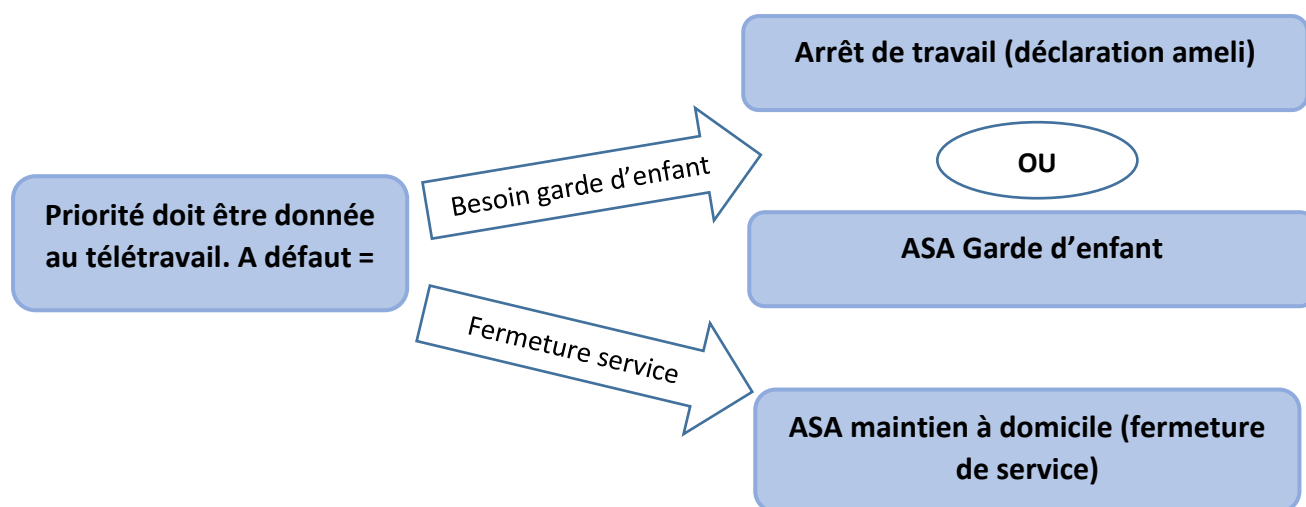 Priorité doit être donnée
au télétravail. A défaut =
Besoin garde d'enfant
Arrêt de travail (déclaration ameli)
OU
ASA Garde d'enfant
Fermeture service
ASA maintien à domicile (fermeture
de service)